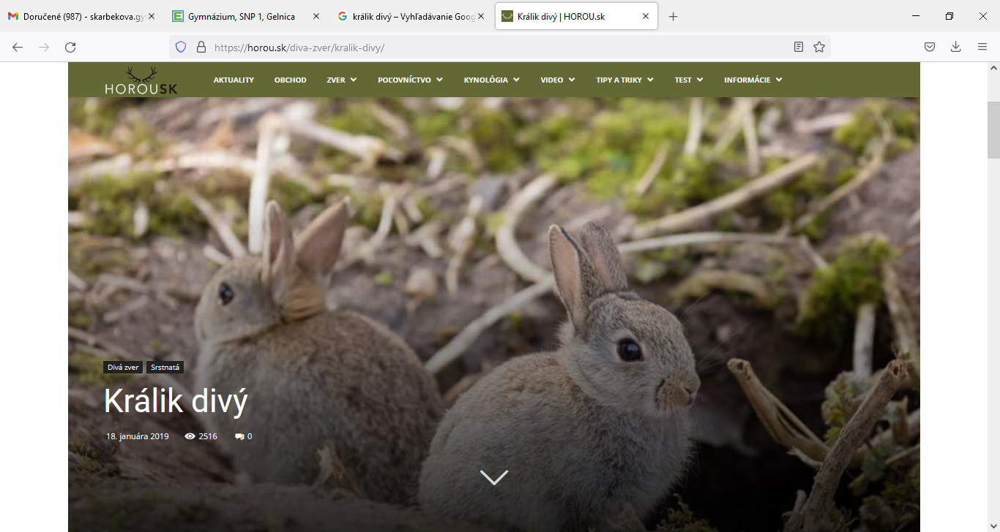 Doručené (987) - skarbekova.gy
Gymnázium, SNP 1, Gelnica
králik divý – Vyhľadávanie Goog
Králik divý | HOROU.sk
https://horou.sk/diva-zver/kralik-divy/
HOROUSK
AKTUALITY OBCHOD ZVER POĽOVNÍCTVO KYNOLÓGIA VIDEO TIPY A TRIKY TEST INFORMÁCIE
Divá zver Srstnatá
Králik divý
18. januára 2019 2516 0